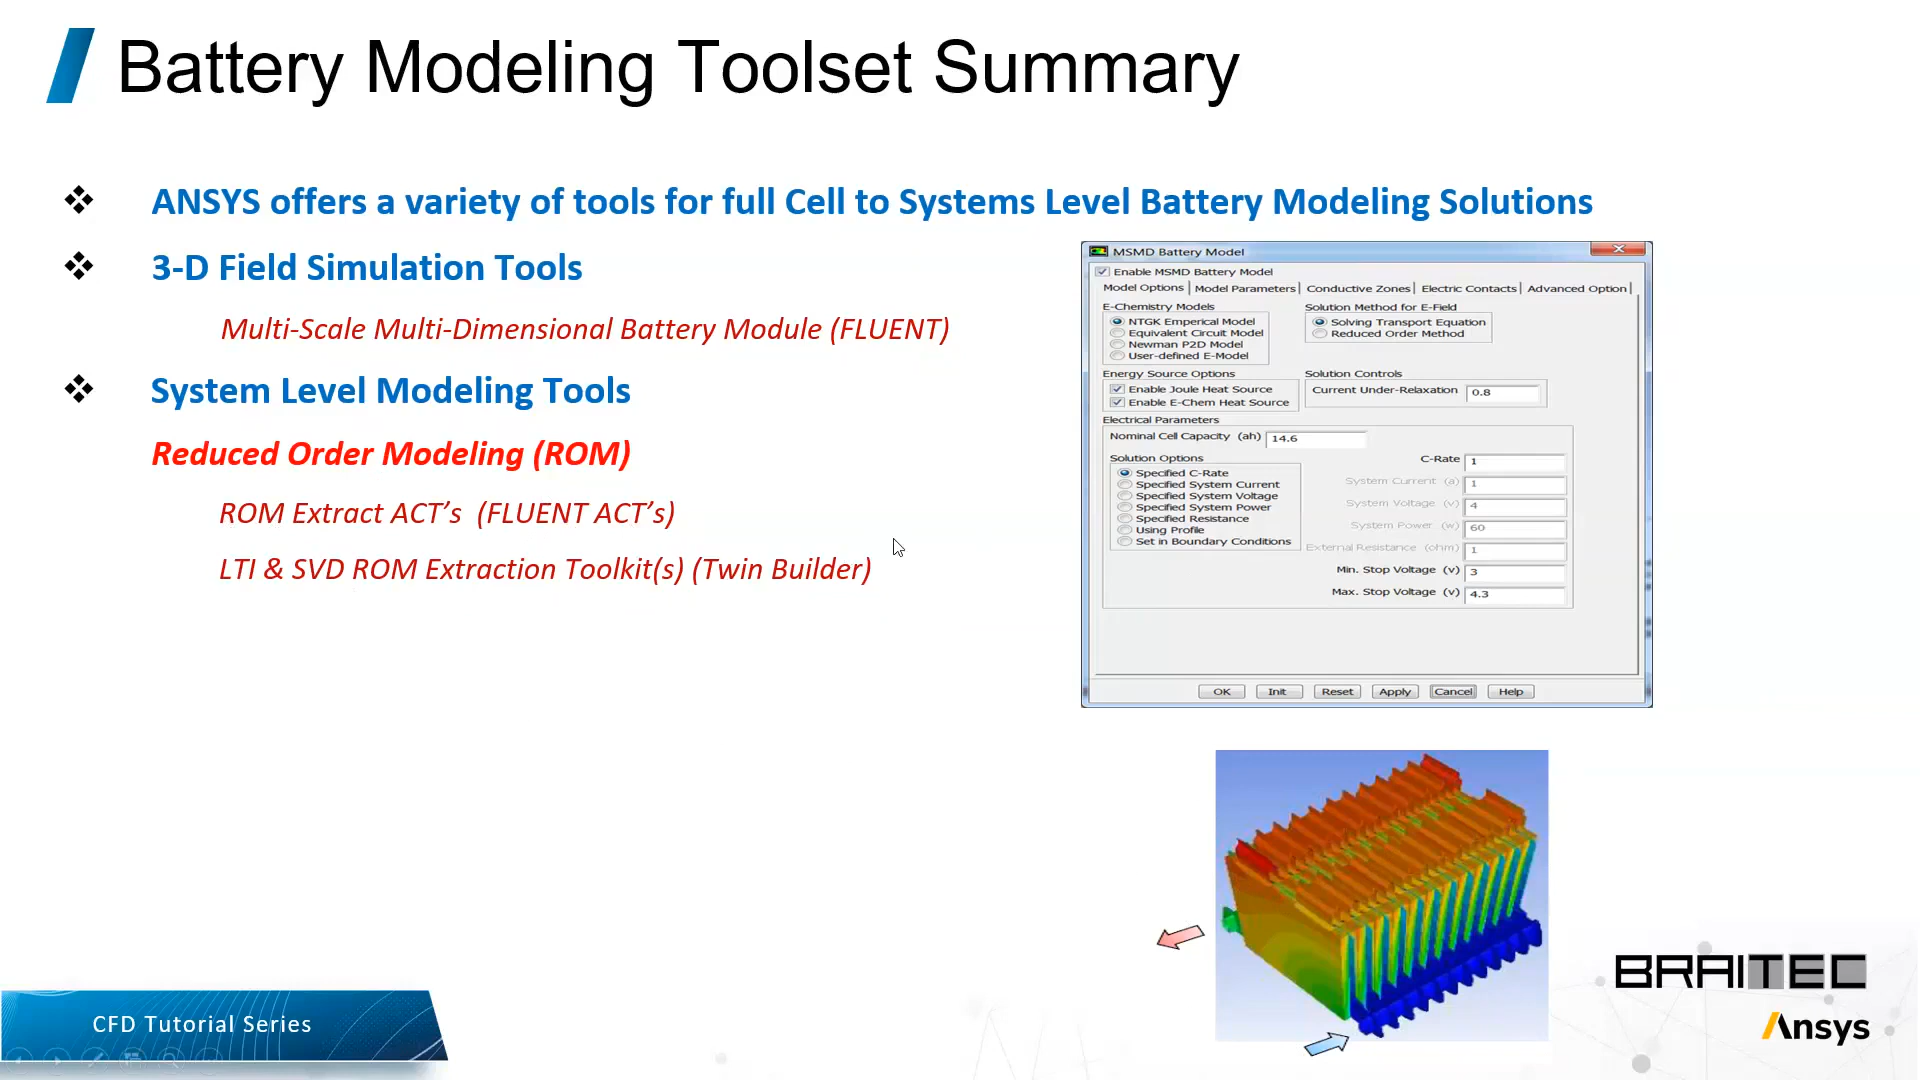 Battery Modeling Toolset Summary
❖ ANSYS offers a variety of tools for full Cell to Systems Level Battery Modeling Solutions
❖ 3-D Field Simulation Tools
Multi-Scale Multi-Dimensional Battery Module (FLUENT)
❖ System Level Modeling Tools
Reduced Order Modeling (ROM)
ROM Extract ACT’s (FLUENT ACT’s)
LTI & SVD ROM Extraction Toolkit(s) (Twin Builder)
MSMD Battery Model
Enable MSMD Battery Model
Model Options Model Parameters Conductive Zones Electric Contacts Advanced Option
E-Chemistry Models
NTGK Emperical Model
Equivalent Circuit Model
Newman P2D Model
User-defined E-Model
Solution Method for E-Field
Solving Transport Equation
Reduced Order Method
Energy Source Options
Enable Joule Heat Source
Enable E-Chem Heat Source
Solution Controls
Current Under-Relaxation 0.8
Electrical Parameters
Nominal Cell Capacity (ah) 14.6
Solution Options
Specified C-Rate
Specified System Current
Specified System Voltage
Specified System Power
Specified Resistance
Using Profile
Set in Boundary Conditions
C-Rate 1
System Current (a) 1
System Voltage (v) 4
System Power (w) 60
External Resistance (ohm) 1
Min. Stop Voltage (v) 3
Max. Stop Voltage (v) 4.3
OK Init Reset Apply Cancel Help
CFD Tutorial Series
BRAITEC
Ansys